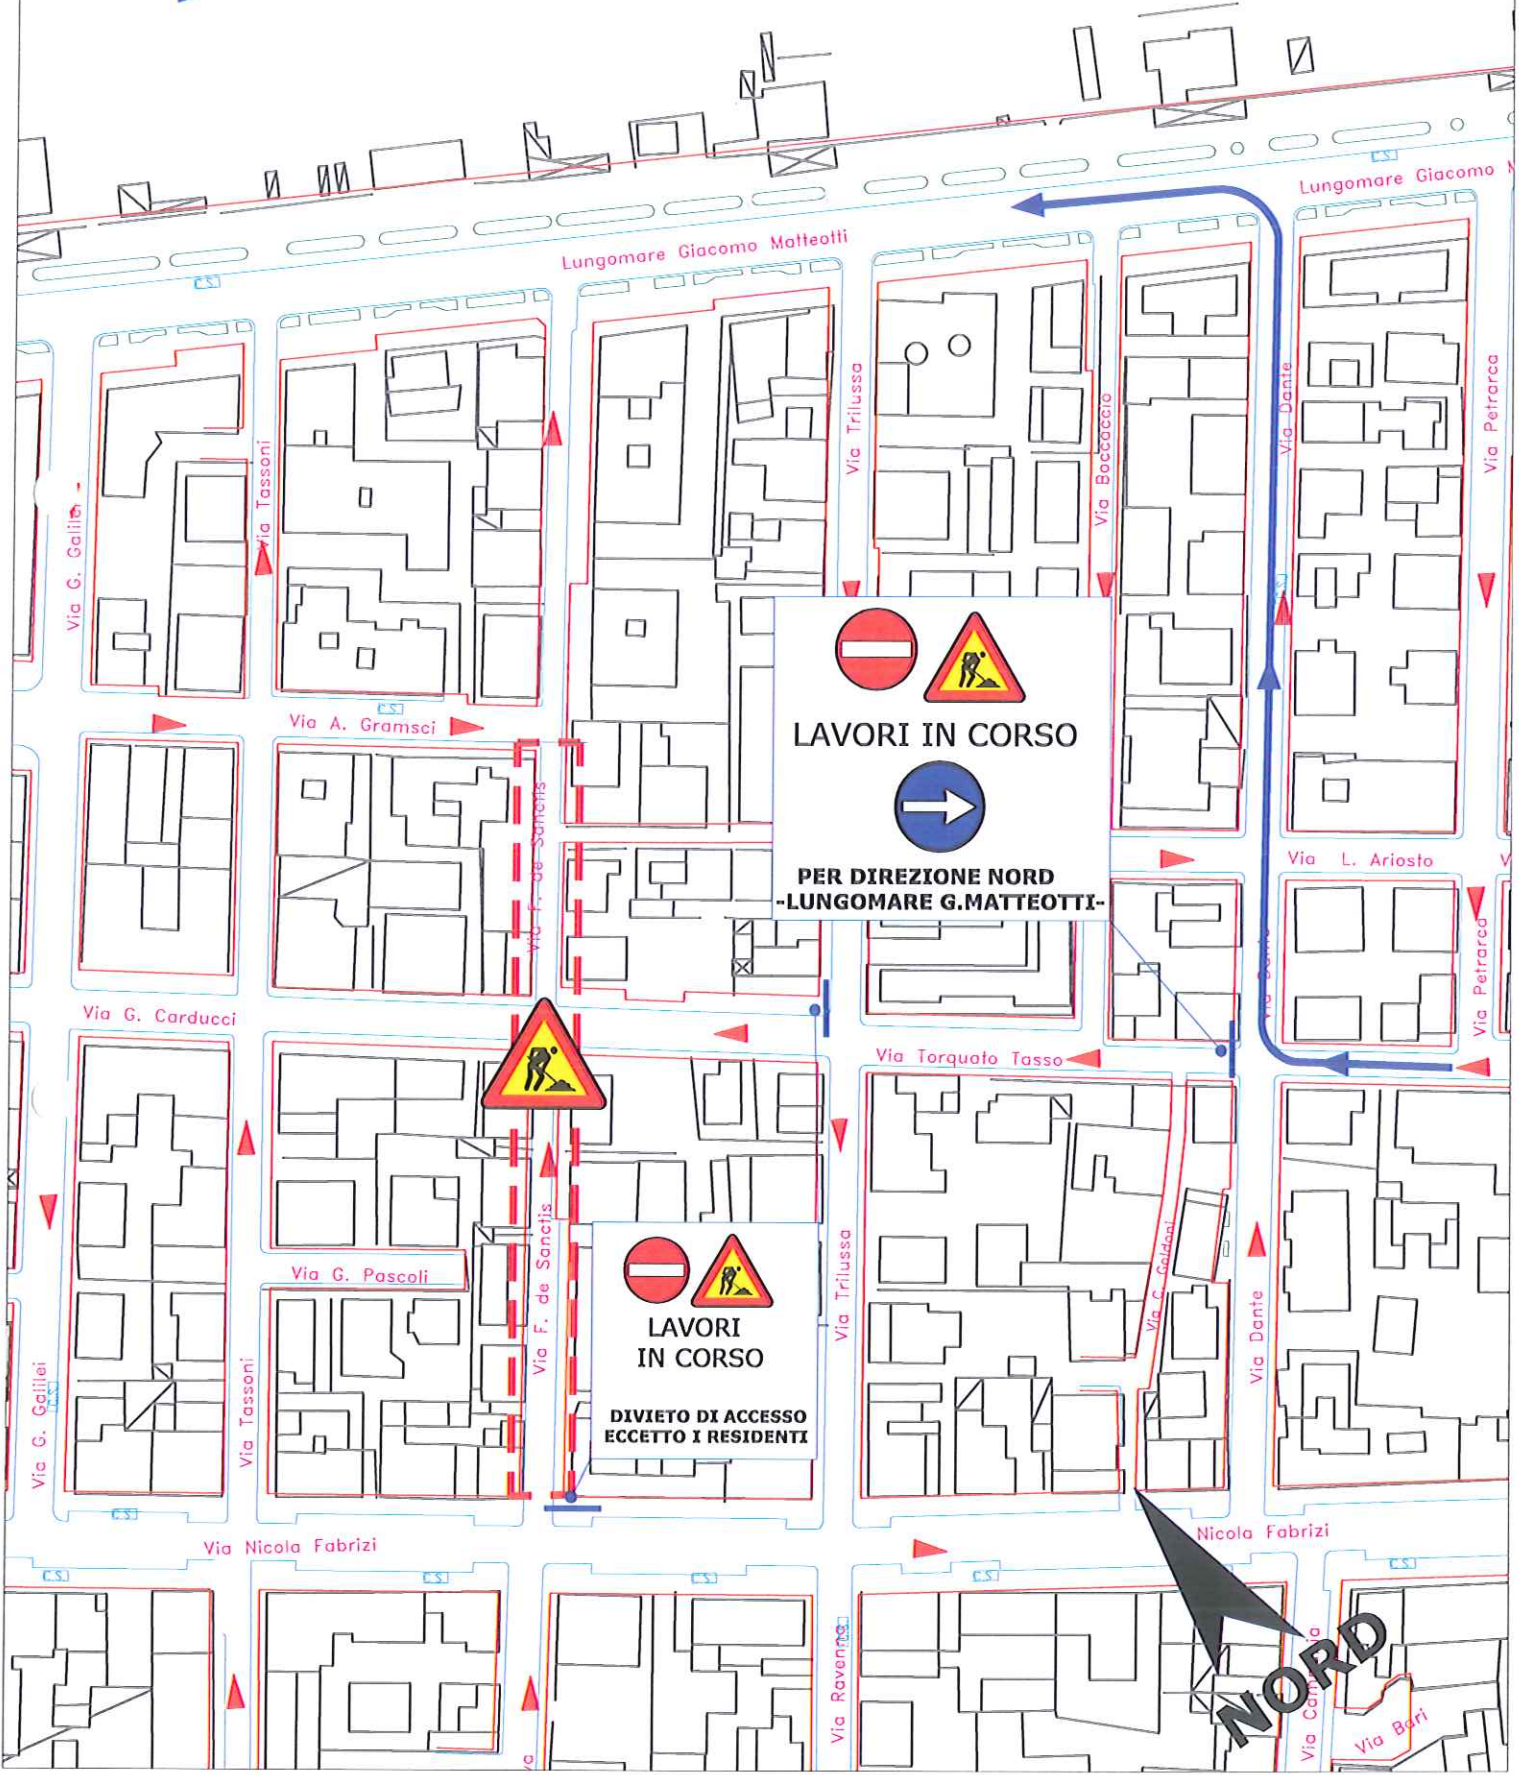 Lungomare Giacomo
Lungomare Giacomo Matteotti
Via G. Galilei
Via Tassoni
Via Trilussa
Via Boccaccio
Via Dante
Via Petrarca
C.S.
C.S.
C.S.
C.S.
Via A. Gramsci
Via F. de Sanctis
LAVORI IN CORSO
PER DIREZIONE NORD
-LUNGOMARE G.MATTEOTTI-
Via L. Ariosto
V
Via Dante
Via Petrarca
Via G. Carducci
Via Torquato Tasso
Via G. Pascoli
Via F. de Sanctis
LAVORI
IN CORSO
DIVIETO DI ACCESSO
ECCETTO I RESIDENTI
Via Trilussa
Via C. Goldoni
Via Dante
Via G. Galilei
C.S.
Via Tassoni
C.S.
Via Nicola Fabrizi
Nicola Fabrizi
C.S.
C.S.
C.S.
C.S.
C.S.
C.S.
Via Ravenna
NORD
Via Bari